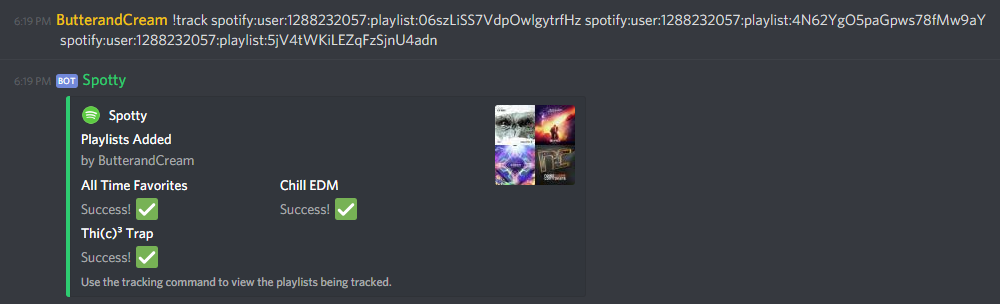 6:19 PM ButterandCream !track spotify:user:1288232057:playlist:06szLiSS7VdpOwlgytrfHz spotify:user:1288232057:playlist:4N62YgO5paGpws78fMw9aY
spotify:user:1288232057:playlist:5jV4tWKiLEZqFzSjnU4adn
6:19 PM BOT Spotty
Spotty
Playlists Added
by ButterandCream
All Time Favorites Chill EDM
Success! Success!
Thi(c)³ Trap
Success!
Use the tracking command to view the playlists being tracked.